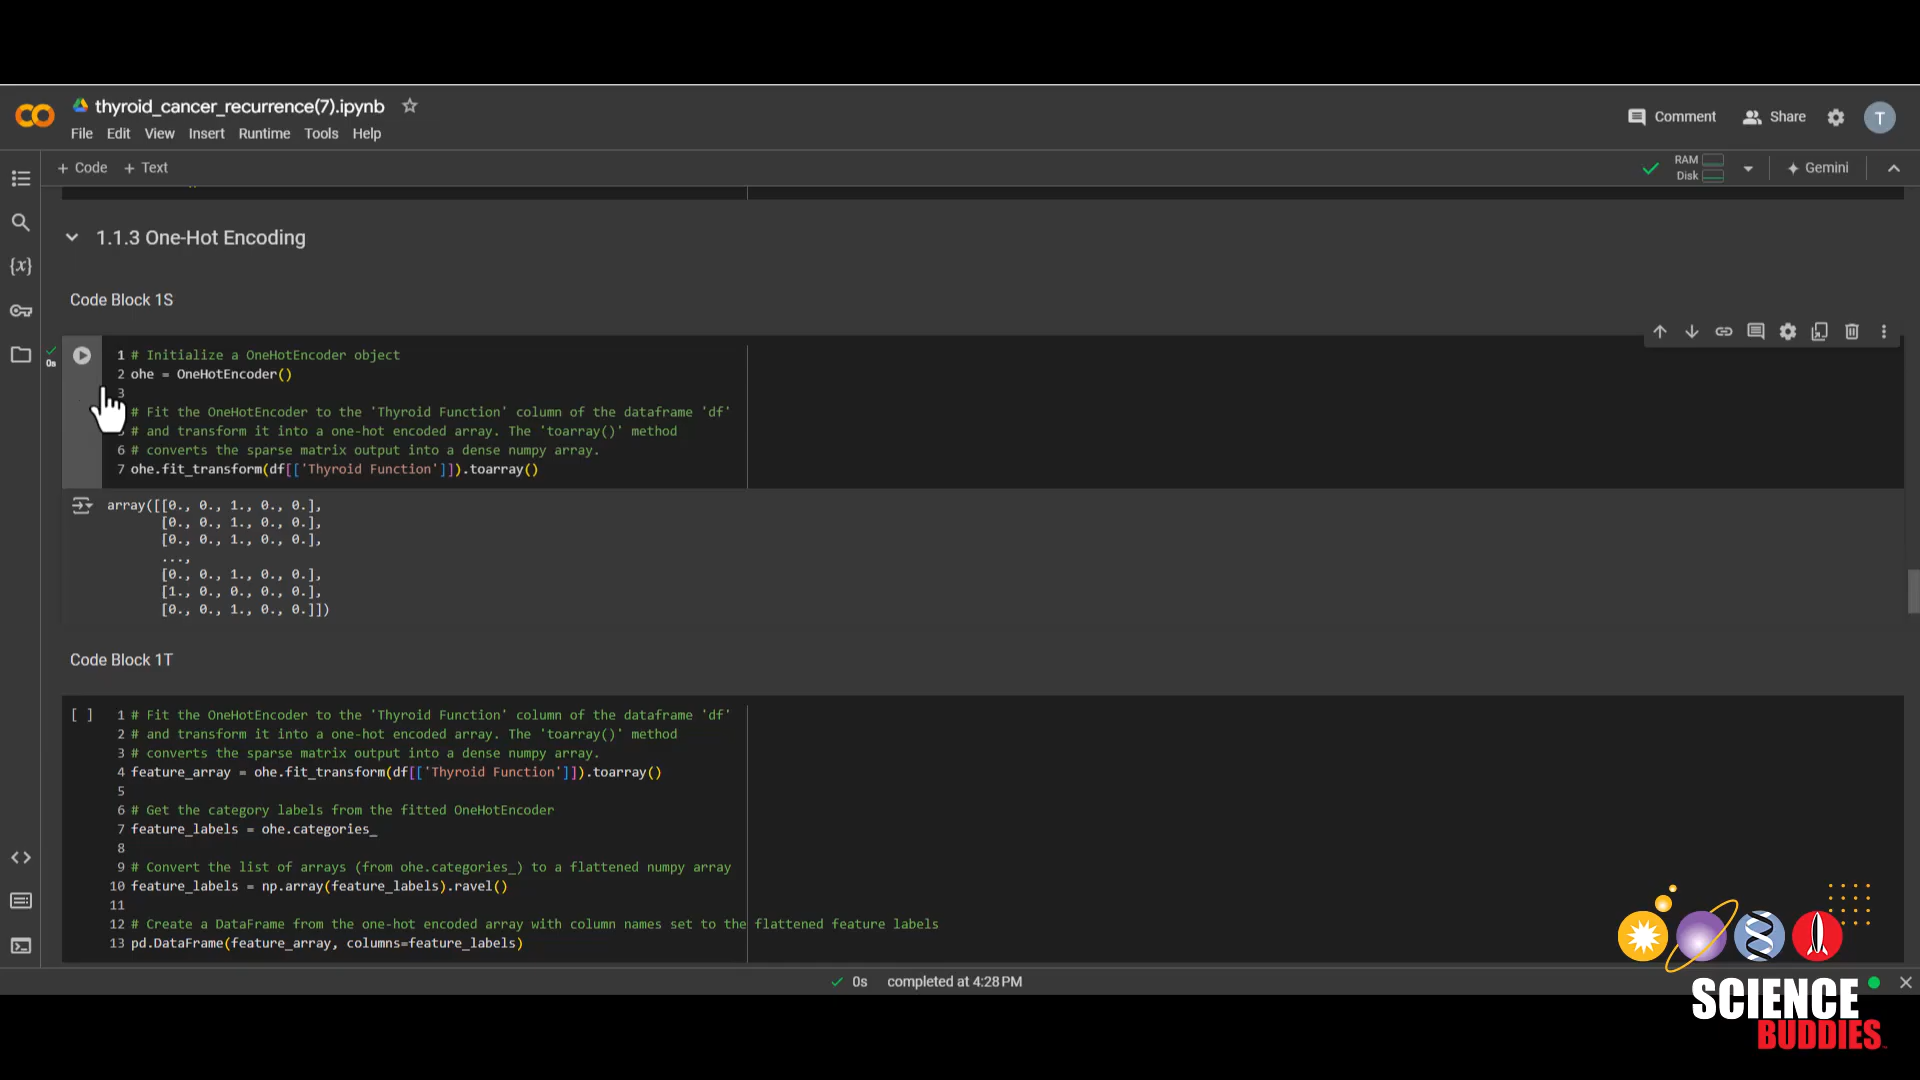 thyroid_cancer_recurrence(7).ipynb
File Edit View Insert Runtime Tools Help
Comment
Share
T
+ Code + Text
RAM
Disk
Gemini
1.1.3 One-Hot Encoding
Code Block 1S
0s
1 # Initialize a OneHotEncoder object
2 ohe = OneHotEncoder()
3
# Fit the OneHotEncoder to the 'Thyroid Function' column of the dataframe 'df'
5 # and transform it into a one-hot encoded array. The 'toarray()' method
6 # converts the sparse matrix output into a dense numpy array.
7 ohe.fit_transform(df[['Thyroid Function']]).toarray()
array([[0., 0., 1., 0., 0.],
[0., 0., 1., 0., 0.],
[0., 0., 1., 0., 0.],
...,
[0., 0., 1., 0., 0.],
[1., 0., 0., 0., 0.],
[0., 0., 1., 0., 0.]])
Code Block 1T
[ ]
1 # Fit the OneHotEncoder to the 'Thyroid Function' column of the dataframe 'df'
2 # and transform it into a one-hot encoded array. The 'toarray()' method
3 # converts the sparse matrix output into a dense numpy array.
4 feature_array = ohe.fit_transform(df[['Thyroid Function']]).toarray()
5
6 # Get the category labels from the fitted OneHotEncoder
7 feature_labels = ohe.categories_
8
9 # Convert the list of arrays (from ohe.categories_) to a flattened numpy array
10 feature_labels = np.array(feature_labels).ravel()
11
12 # Create a DataFrame from the one-hot encoded array with column names set to the flattened feature labels
13 pd.DataFrame(feature_array, columns=feature_labels)
0s completed at 4:28 PM
SCIENCE
BUDDIES